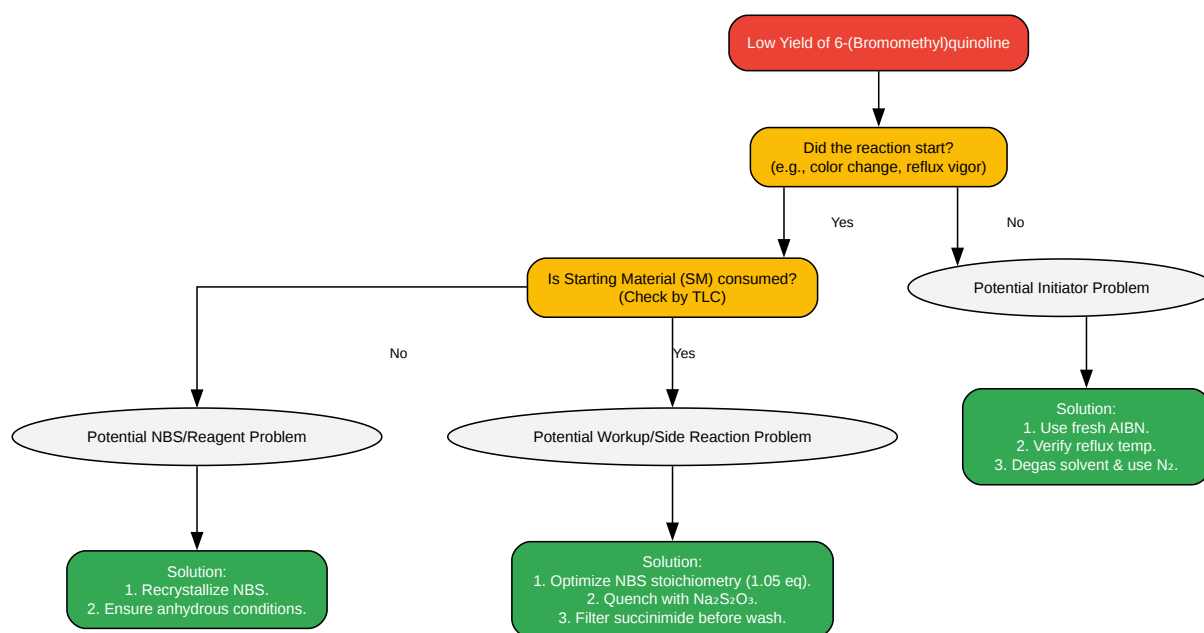 Low Yield of 6-(Bromomethyl)quinoline
Did the reaction start?
(e.g., color change, reflux vigor)
Yes
No
Is Starting Material (SM) consumed?
(Check by TLC)
Potential Initiator Problem
No
Yes
Solution:
1. Use fresh AIBN.
2. Verify reflux temp.
3. Degas solvent & use N₂.
Potential NBS/Reagent Problem
Potential Workup/Side Reaction Problem
Solution:
1. Recrystallize NBS.
2. Ensure anhydrous conditions.
Solution:
1. Optimize NBS stoichiometry (1.05 eq).
2. Quench with Na₂S₂O₃.
3. Filter succinimide before wash.